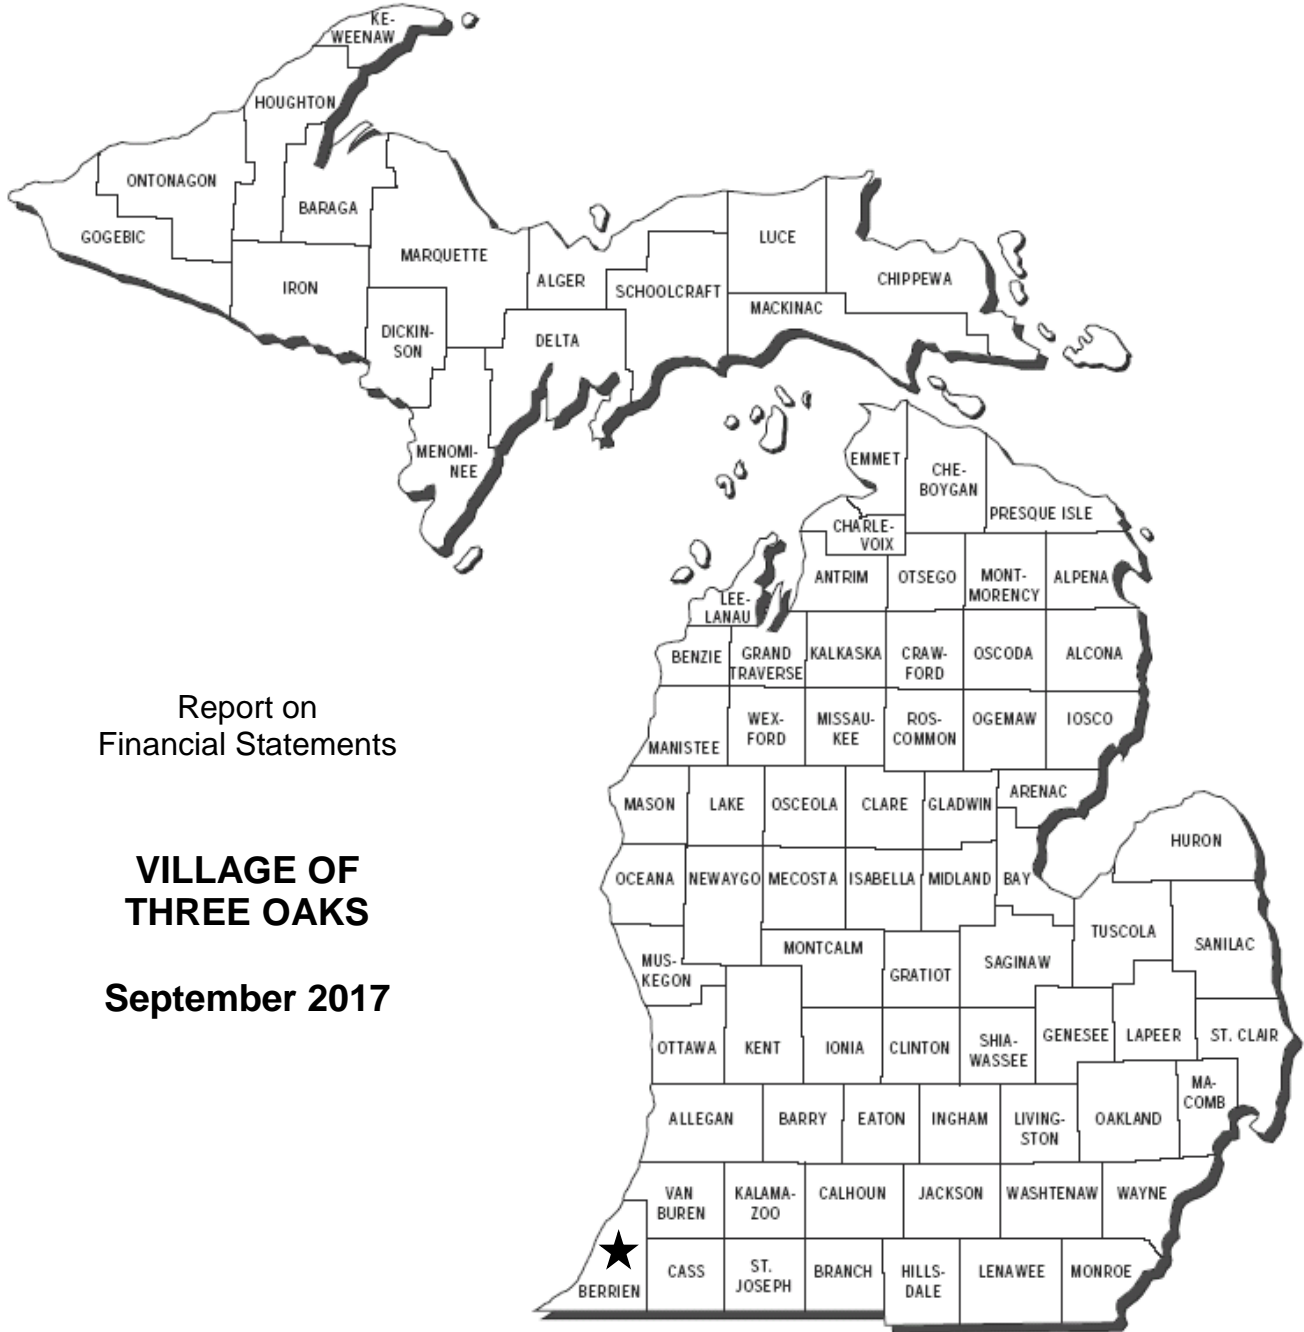 KE-
WEENAW
HOUGHTON
ONTONAGON
BARAGA
GOGEBIC
MARQUETTE
IRON
ALGER
LUCE
SCHOOLCRAFT
CHIPPEWA
MACKINAC
DICKIN-
SON
DELTA
MENOMI-
NEE
EMMET
CHE-
BOYGAN
PRESQUE ISLE
CHARLE-
VOIX
ANTRIM
OTSEGO
MONT-
MORENCY
ALPENA
LEE-
LANAU
BENZIE
GRAND
TRAVERSE
KALKASKA
CRAW-
FORD
OSCODA
ALCONA
Report on
Financial Statements
MANISTEE
WEX-
FORD
MISSAU-
KEE
ROS-
COMMON
OGEMAW
IOSCO
MASON
LAKE
OSCEOLA
CLARE
GLADWIN
ARENAC
HURON
VILLAGE OF
THREE OAKS
OCEANA
NEWAYGO
MECOSTA
ISABELLA
MIDLAND
BAY
TUSCOLA
SANILAC
September 2017
MUS-
KEGON
MONTCALM
GRATIOT
SAGINAW
OTTAWA
KENT
IONIA
CLINTON
SHIA-
WASSEE
GENESEE
LAPEER
ST. CLAIR
ALLEGAN
BARRY
EATON
INGHAM
LIVING-
STON
OAKLAND
MA-
COMB
VAN
BUREN
KALAMA-
ZOO
CALHOUN
JACKSON
WASHTENAW
WAYNE
BERRIEN
CASS
ST.
JOSEPH
BRANCH
HILLS-
DALE
LENAWEE
MONROE